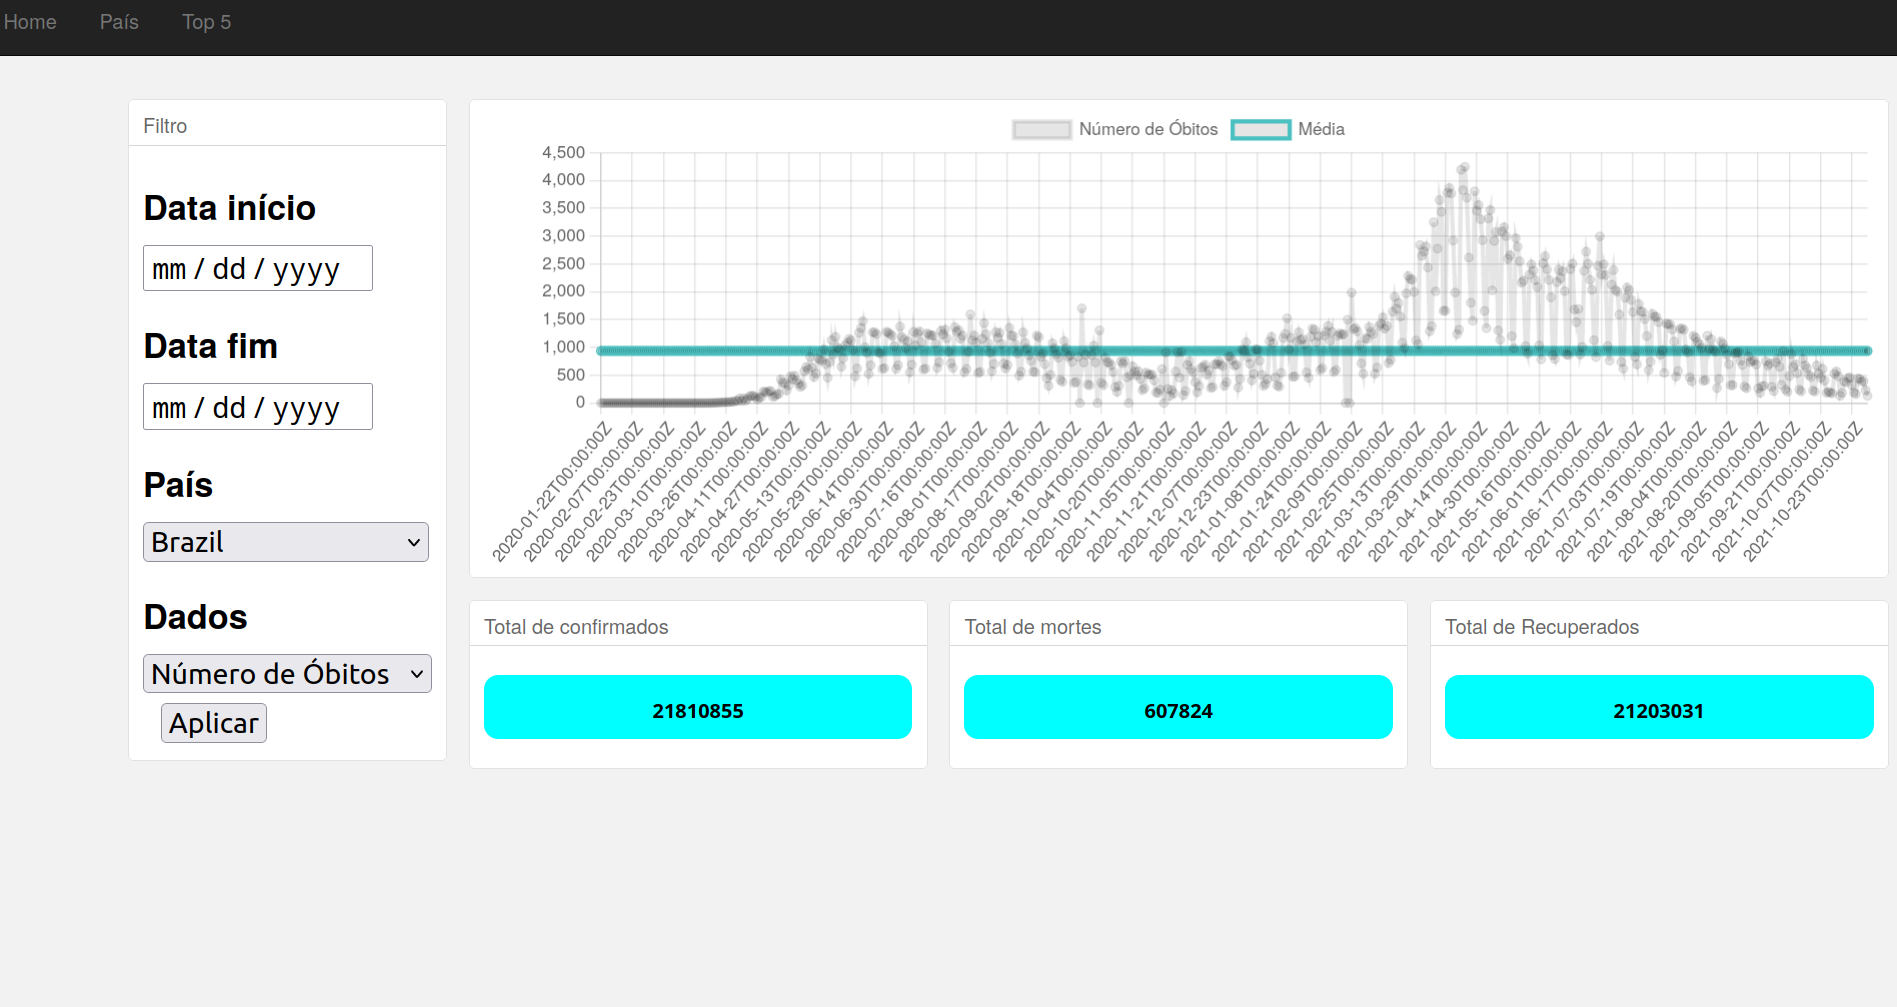 Home País Top 5
Filtro
Data início
mm / dd / yyyy
Data fim
mm / dd / yyyy
País
Brazil
Dados
Número de Óbitos
Aplicar
Número de Óbitos Média
4,500
4,000
3,500
3,000
2,500
2,000
1,500
1,000
500
0
2020-01-22T00:00:00Z
2020-02-07T00:00:00Z
2020-02-23T00:00:00Z
2020-03-10T00:00:00Z
2020-03-26T00:00:00Z
2020-04-11T00:00:00Z
2020-04-27T00:00:00Z
2020-05-13T00:00:00Z
2020-05-29T00:00:00Z
2020-06-14T00:00:00Z
2020-06-30T00:00:00Z
2020-07-16T00:00:00Z
2020-08-01T00:00:00Z
2020-08-17T00:00:00Z
2020-09-02T00:00:00Z
2020-09-18T00:00:00Z
2020-10-04T00:00:00Z
2020-10-20T00:00:00Z
2020-11-05T00:00:00Z
2020-11-21T00:00:00Z
2020-12-07T00:00:00Z
2020-12-23T00:00:00Z
2021-01-08T00:00:00Z
2021-01-24T00:00:00Z
2021-02-09T00:00:00Z
2021-02-25T00:00:00Z
2021-03-13T00:00:00Z
2021-03-29T00:00:00Z
2021-04-14T00:00:00Z
2021-04-30T00:00:00Z
2021-05-16T00:00:00Z
2021-06-01T00:00:00Z
2021-06-17T00:00:00Z
2021-07-03T00:00:00Z
2021-07-19T00:00:00Z
2021-08-04T00:00:00Z
2021-08-20T00:00:00Z
2021-09-05T00:00:00Z
2021-09-21T00:00:00Z
2021-10-07T00:00:00Z
2021-10-23T00:00:00Z
Total de confirmados
21810855
Total de mortes
607824
Total de Recuperados
21203031